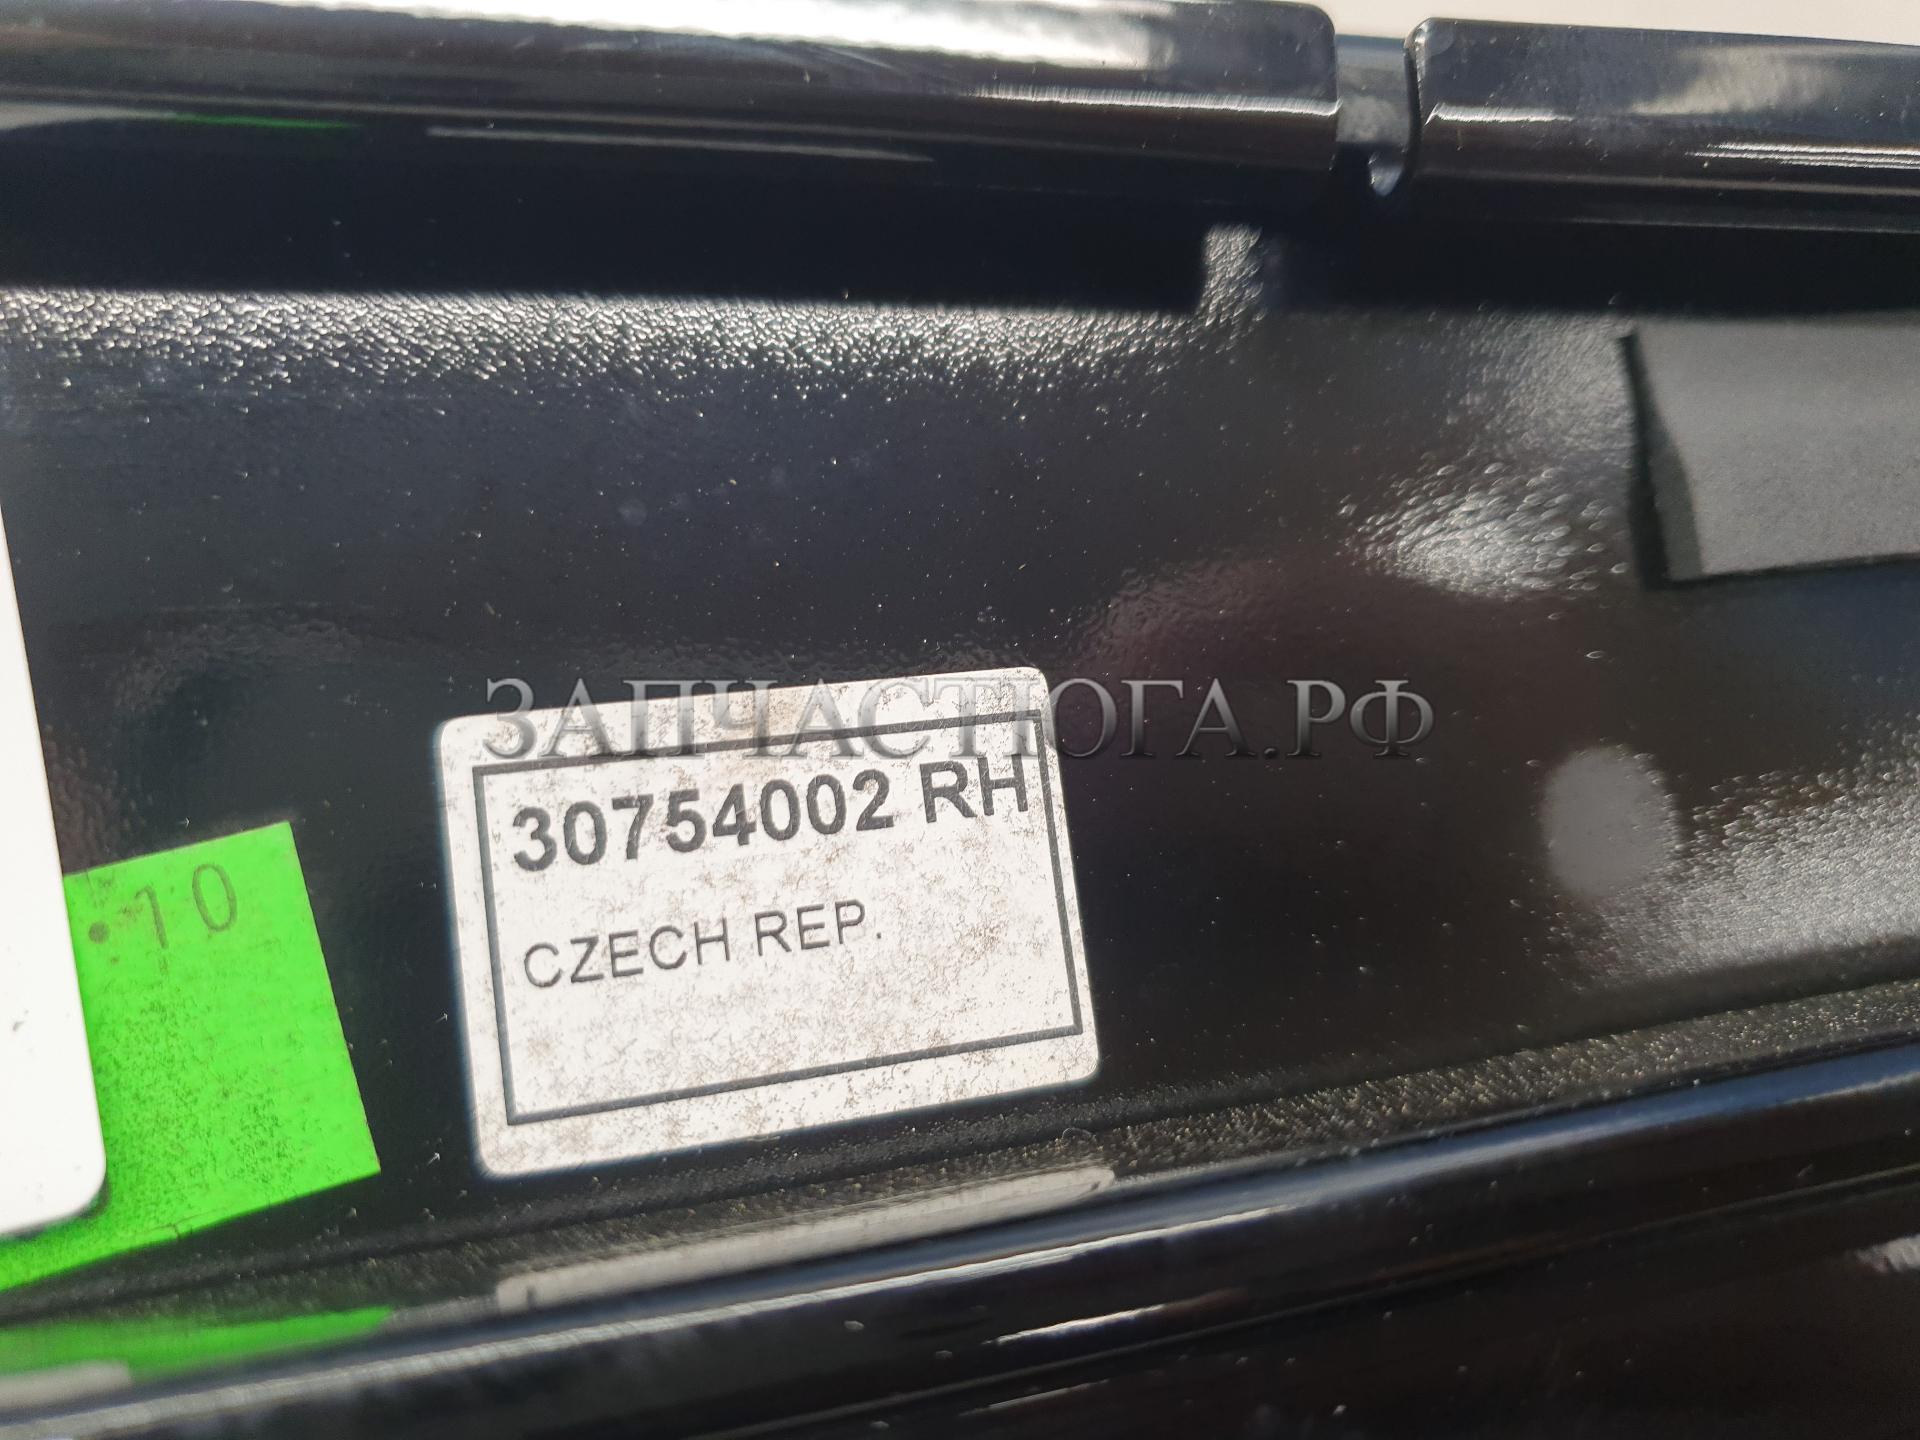 ЗАПЧАСТЮГА.РФ
30754002 RH
CZECH REP.
•10